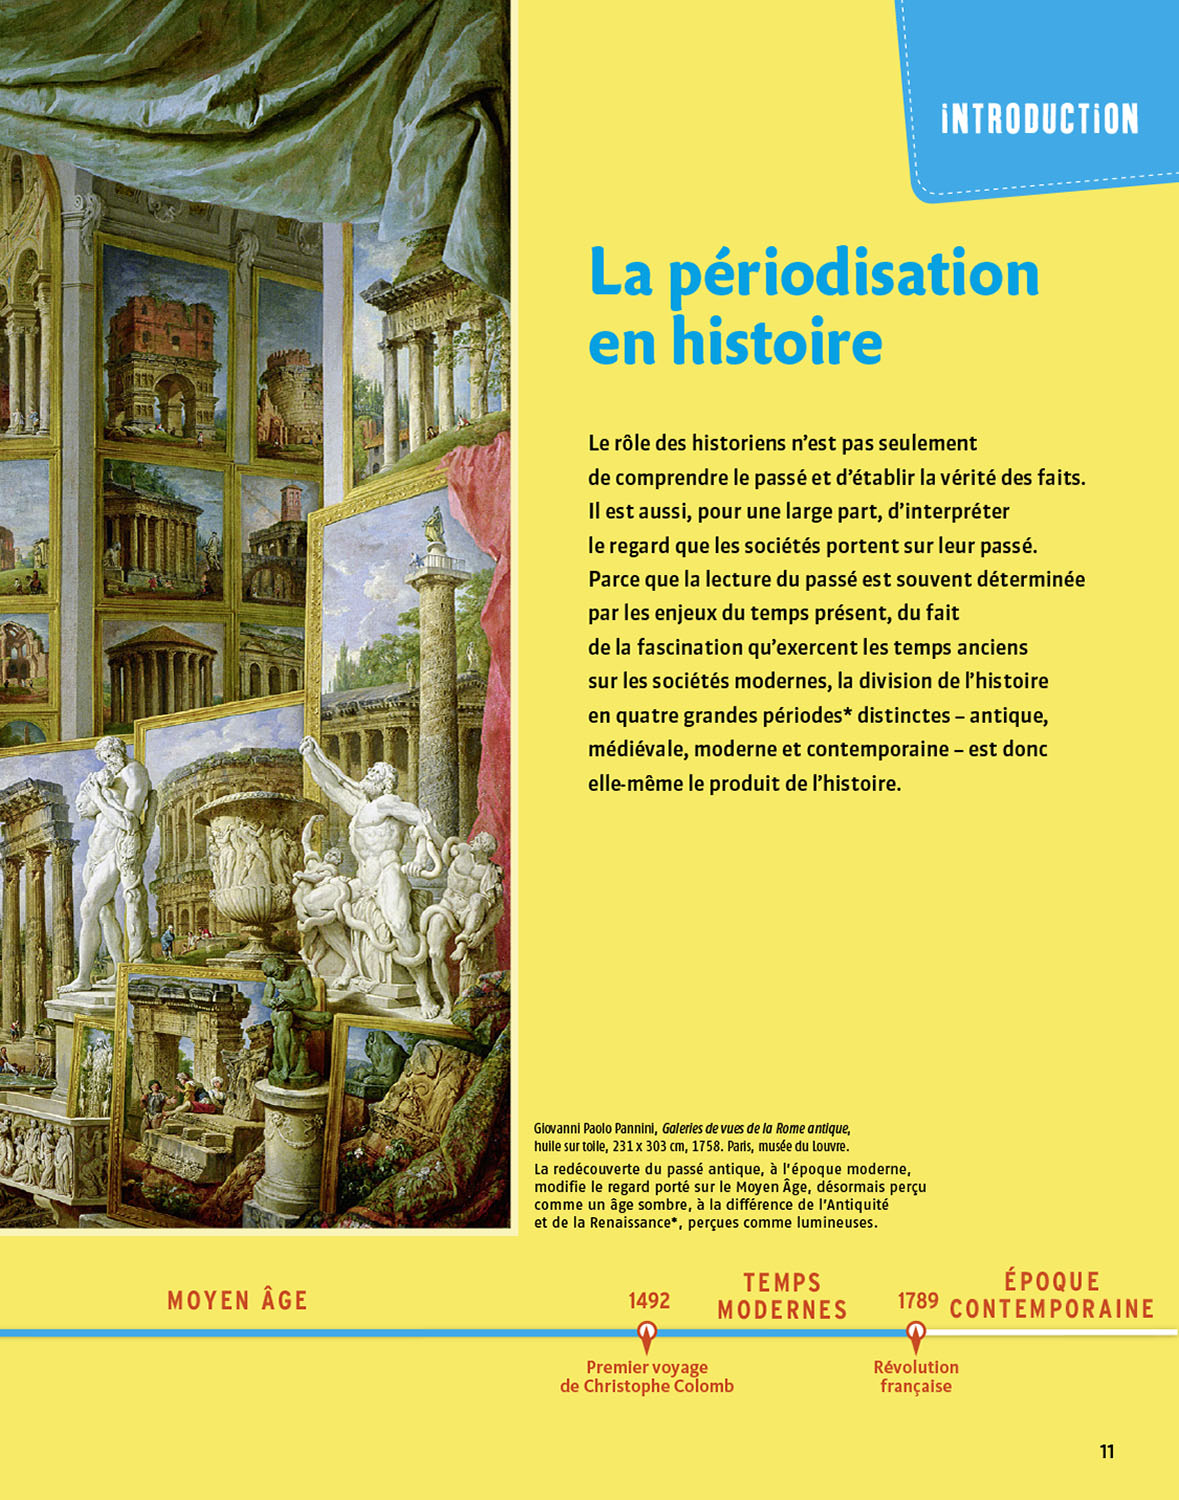 iNTRODUCTiON
La périodisation
en histoire
Le rôle des historiens n’est pas seulement
de comprendre le passé et d’établir la vérité des faits.
Il est aussi, pour une large part, d’interpréter
le regard que les sociétés portent sur leur passé.
Parce que la lecture du passé est souvent déterminée
par les enjeux du temps présent, du fait
de la fascination qu’exercent les temps anciens
sur les sociétés modernes, la division de l’histoire
en quatre grandes périodes* distinctes – antique,
médiévale, moderne et contemporaine – est donc
elle-même le produit de l’histoire.
Giovanni Paolo Pannini, Galeries de vues de la Rome antique,
huile sur toile, 231 x 303 cm, 1758. Paris, musée du Louvre.
La redécouverte du passé antique, à l’époque moderne,
modifie le regard porté sur le Moyen Âge, désormais perçu
comme un âge sombre, à la différence de l’Antiquité
et de la Renaissance*, perçues comme lumineuses.
MOYEN ÂGE
1492
TEMPS
MODERNES
1789
ÉPOQUE
CONTEMPORAINE
Premier voyage
de Christophe Colomb
Révolution
française
11